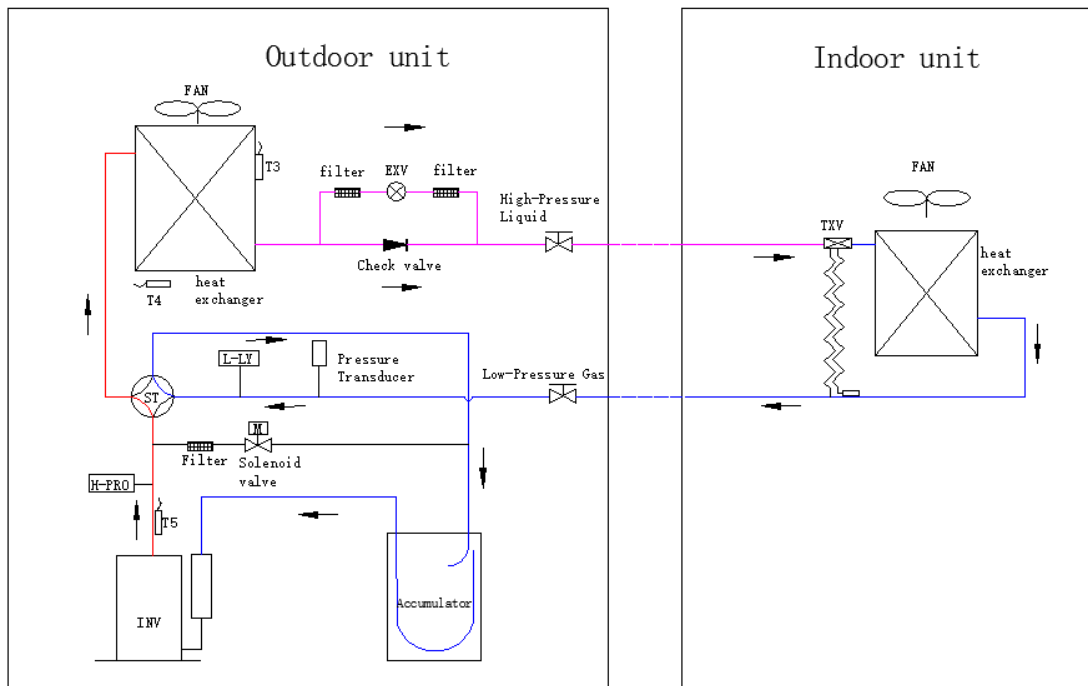 Outdoor unit
Indoor unit
FAN
T3
filter
EXV
filter
High-Pressure
Liquid
FAN
TXV
Check valve
heat
exchanger
heat
exchanger
T4
L-LY
Pressure
Transducer
Low-Pressure Gas
ST
M
Filter
Solenoid
valve
H-PRO
T5
INV
Accumulator